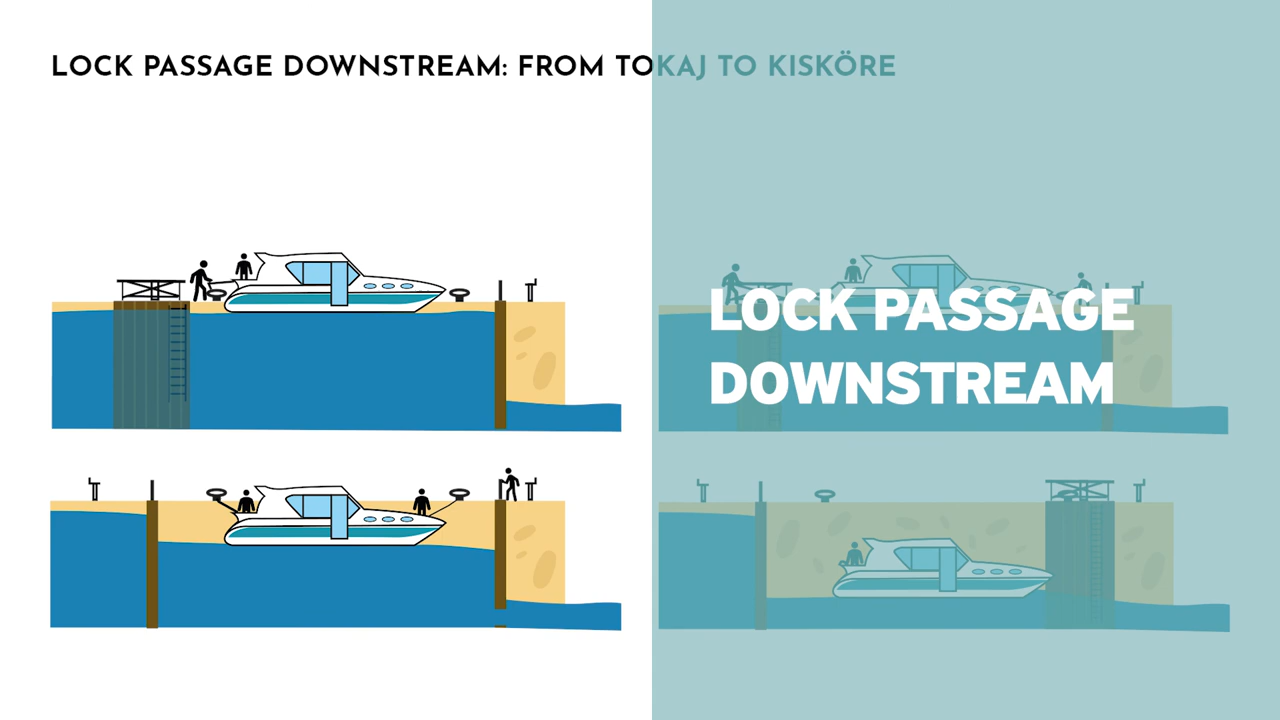 LOCK PASSAGE DOWNSTREAM: FROM TOKAJ TO KISKÖRE
LOCK PASSAGE
DOWNSTREAM